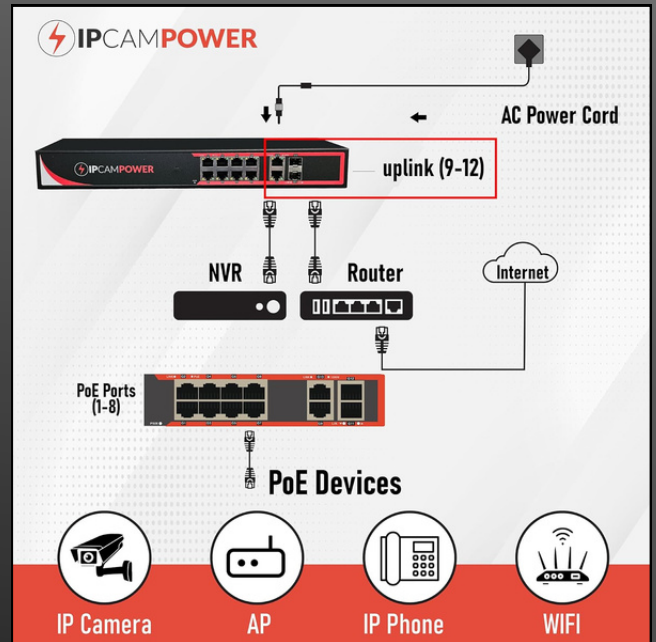 IPCAMPOWER
AC Power Cord
IPCAMPOWER
uplink (9-12)
NVR
Router
Internet
PoE Ports
(1-8)
PoE Devices
IP Camera
AP
IP Phone
WIFI